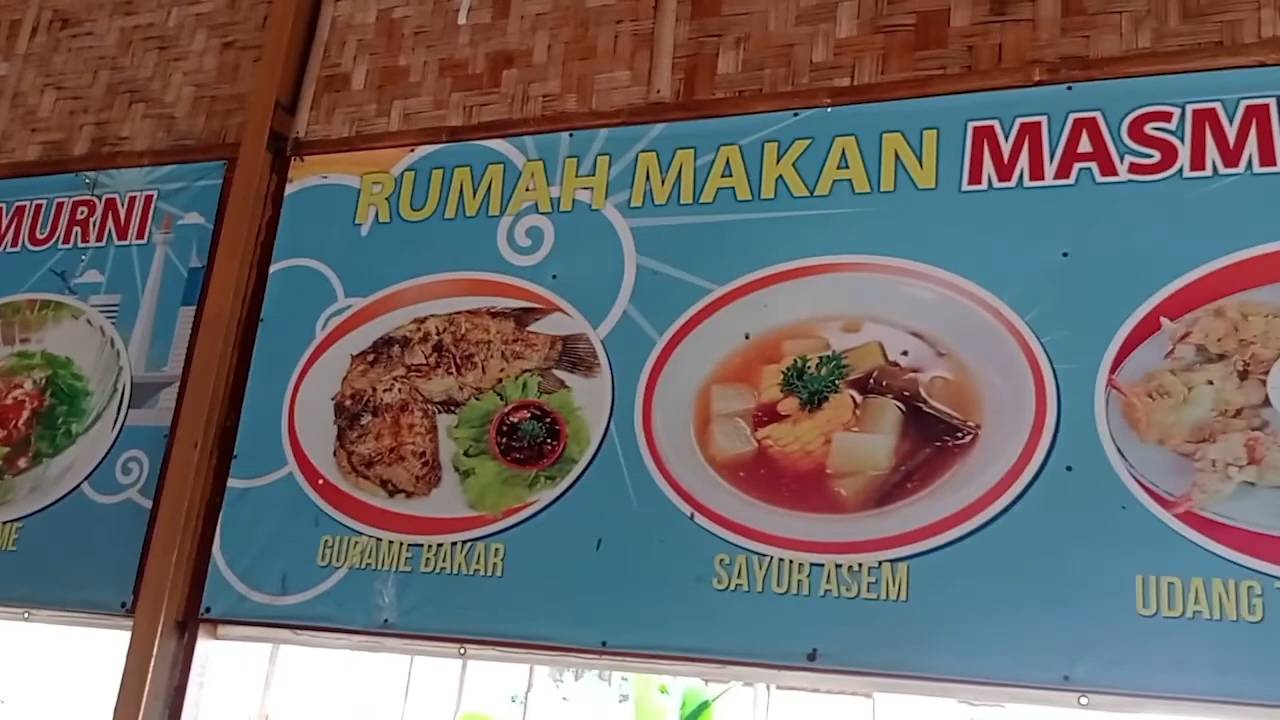 MURNI
RUMAH MAKAN MASM
GURAME BAKAR
SAYUR ASEM
UDANG